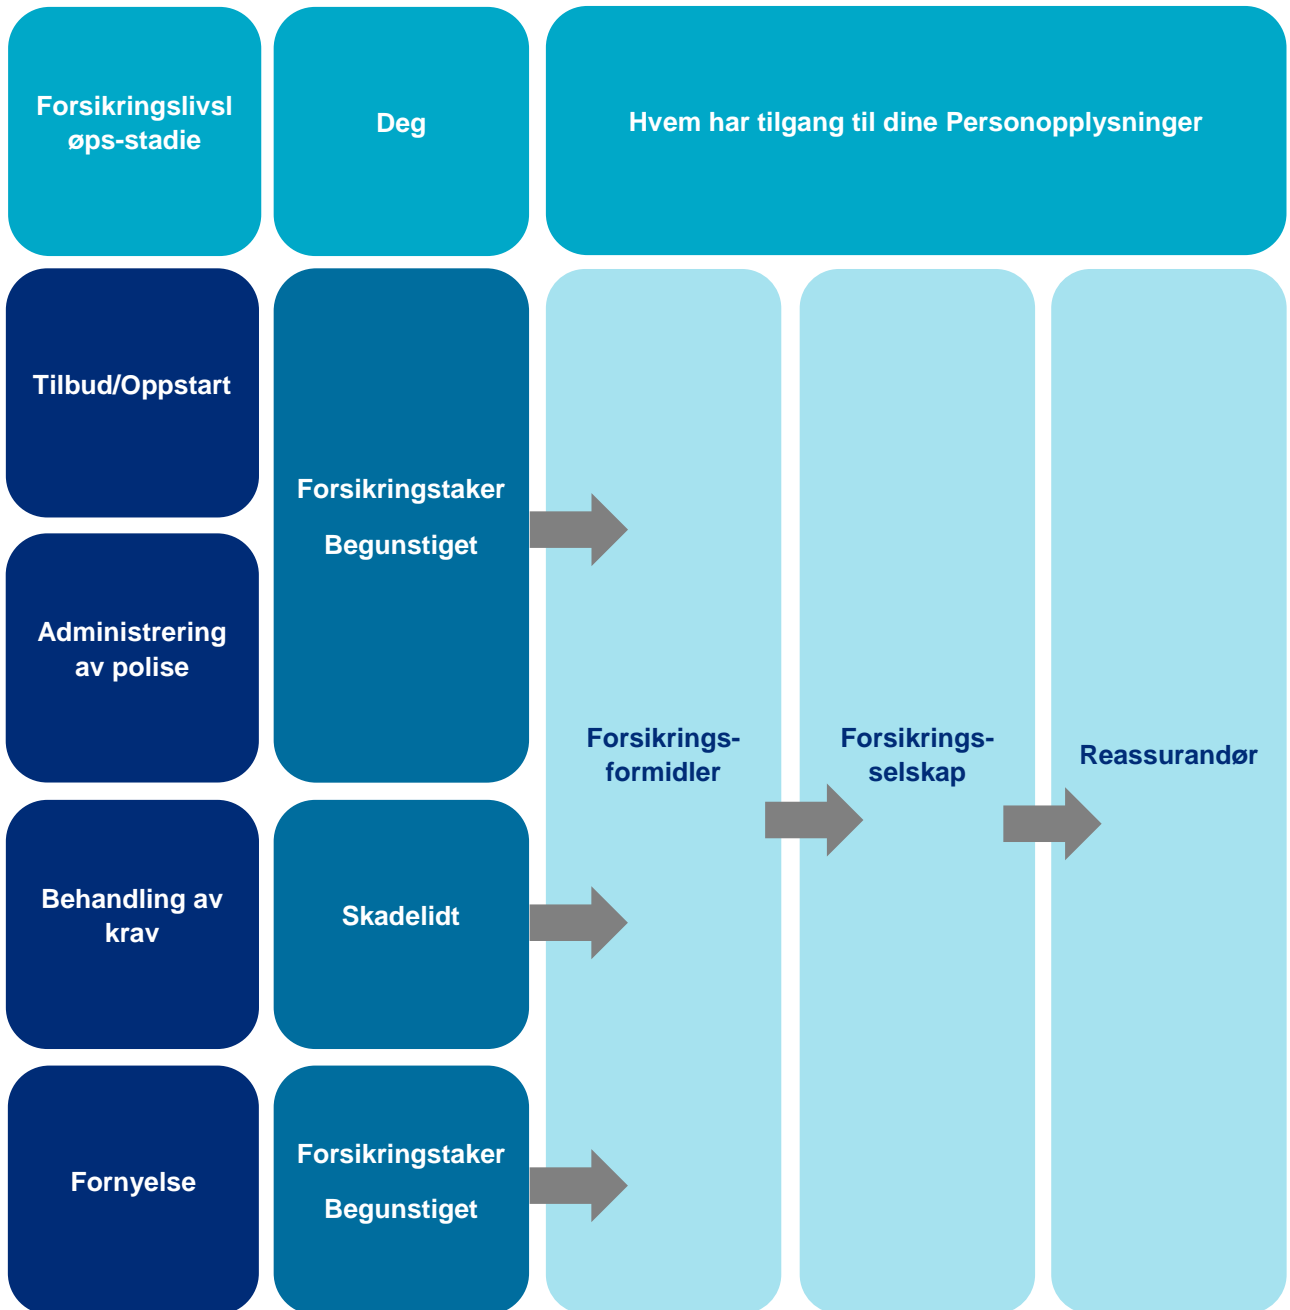 Forsikringslivsl
øps-stadie
Deg
Hvem har tilgang til dine Personopplysninger
Tilbud/Oppstart
Forsikringstaker
Begunstiget
Administrering
av polise
Forsikrings-
formidler
Forsikrings-
selskap
Reassurandør
Behandling av
krav
Skadelidt
Fornyelse
Forsikringstaker
Begunstiget